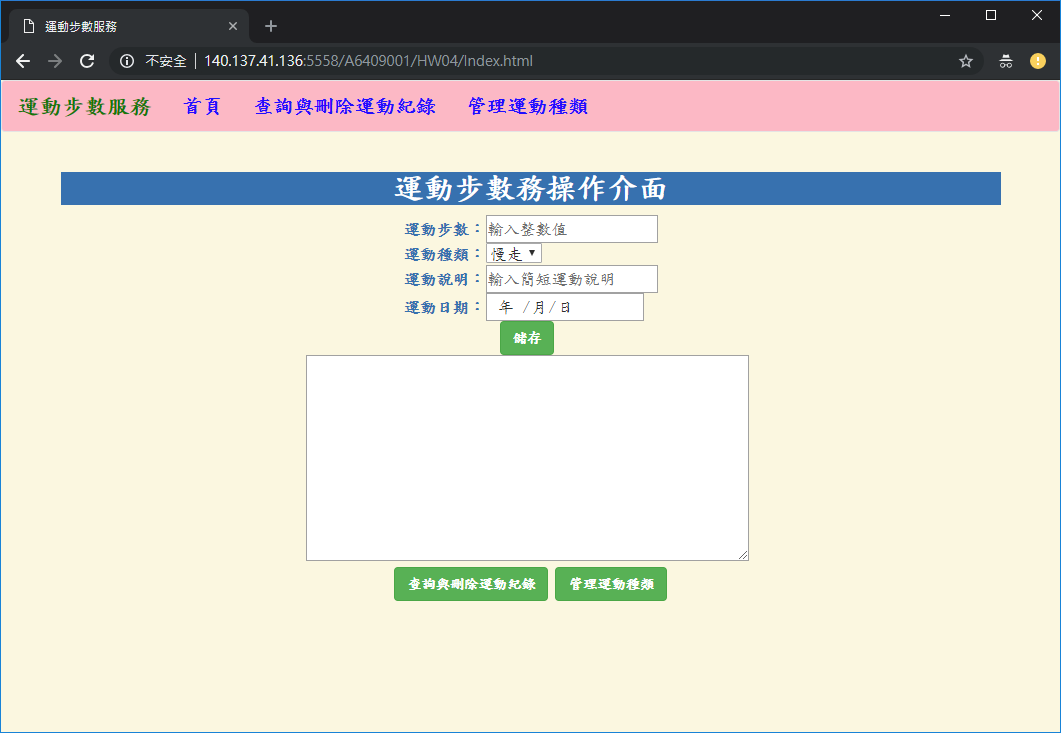 運動步數服務
不安全 140.137.41.136:5558/A6409001/HW04/Index.html
運動步數服務 首頁 查詢與刪除運動紀錄 管理運動種類
運動步數務操作介面
運動步數：輸入整數值
運動種類：慢走
運動說明：輸入簡短運動說明
運動日期： 年 /月/日
儲存
查詢與刪除運動紀錄 管理運動種類